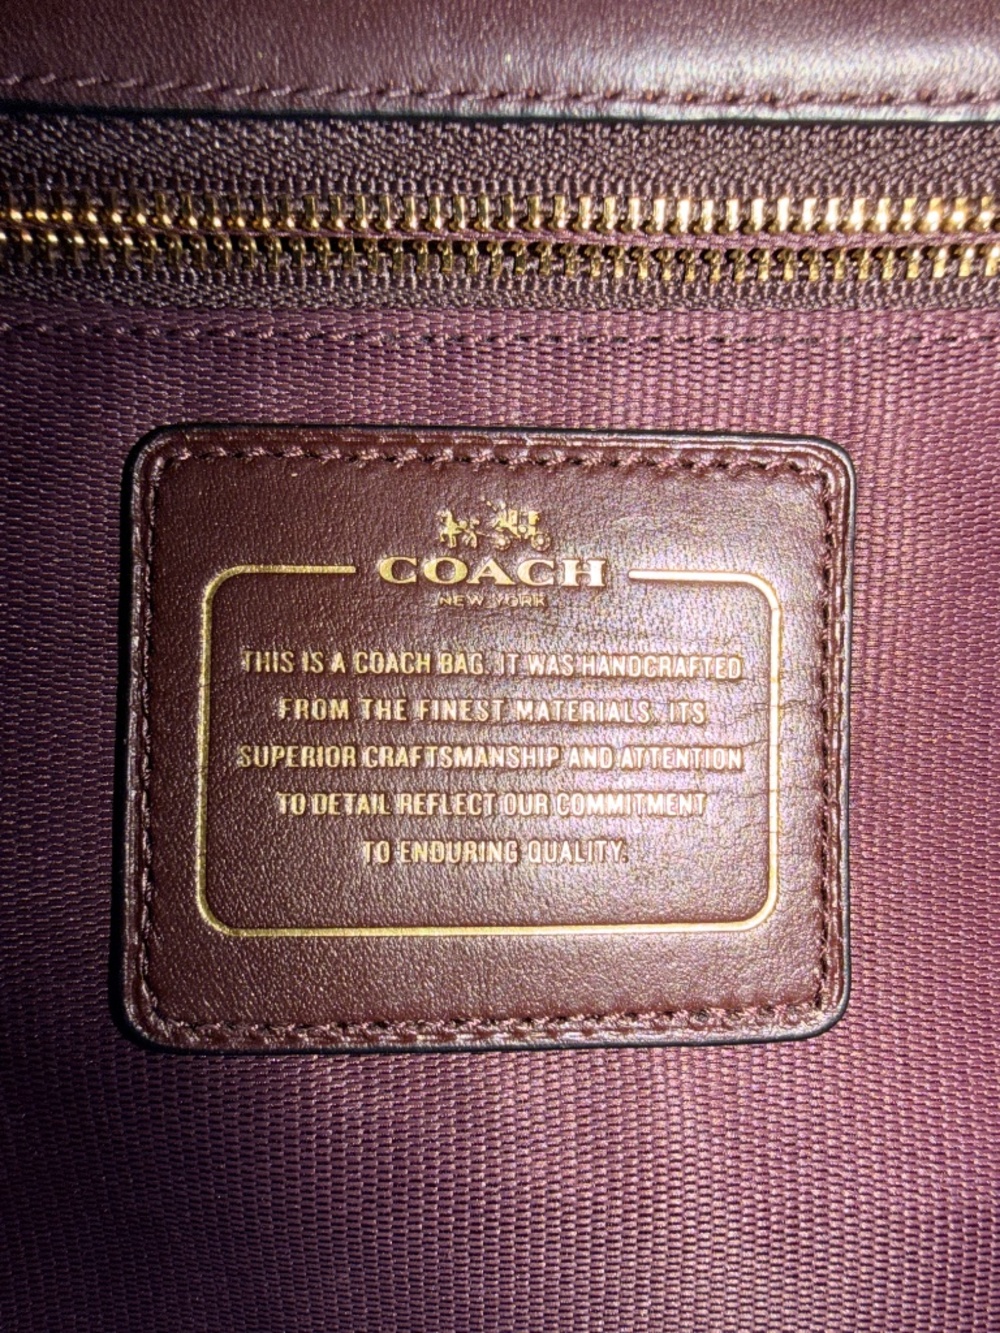 COACH
NEW YORK
THIS IS A COACH BAG. IT WAS HANDCRAFTED
FROM THE FINEST MATERIALS. ITS
SUPERIOR CRAFTSMANSHIP AND ATTENTION
TO DETAIL REFLECT OUR COMMITMENT
TO ENDURING QUALITY.